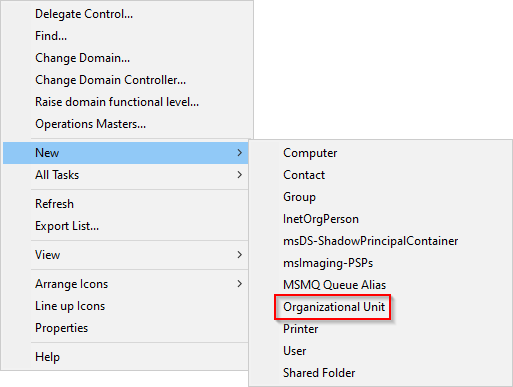 Delegate Control...
Find...
Change Domain...
Change Domain Controller...
Raise domain functional level...
Operations Masters...
New
All Tasks
Refresh
Export List...
View
Arrange Icons
Line up Icons
Properties
Help
Computer
Contact
Group
InetOrgPerson
msDS-ShadowPrincipalContainer
msImaging-PSPs
MSMQ Queue Alias
Organizational Unit
Printer
User
Shared Folder